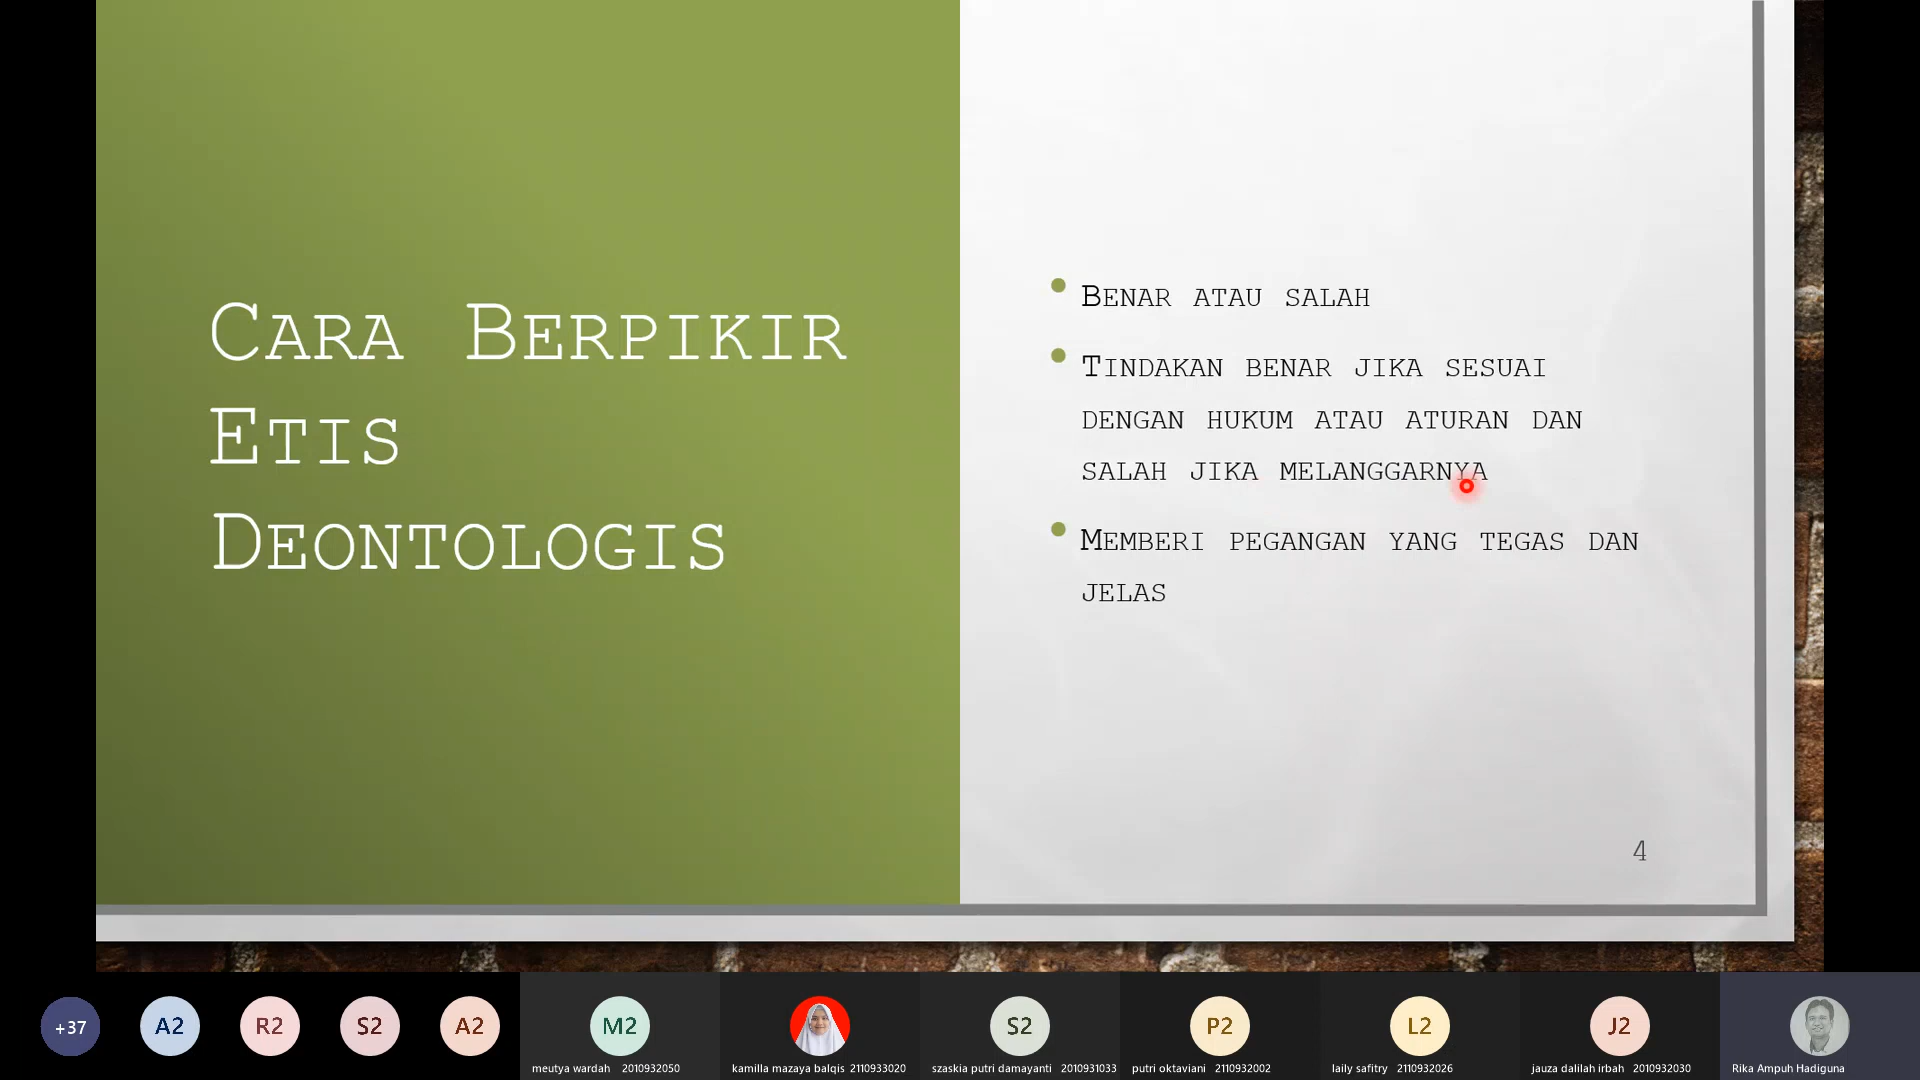 Cara Berpikir
Etis
Deontologis
Benar atau salah
Tindakan benar jika sesuai
dengan hukum atau aturan dan
salah jika melanggarnya
Memberi pegangan yang tegas dan
jelas
4
+37
A2
R2
S2
A2
M2
S2
P2
L2
J2
meutya wardah 2010932050
kamilla mazaya balqis 2110933020
szaskia putri damayanti 2010931033
putri oktaviani 2110932002
laily safitry 2110932026
jauza dalilah irbah 2010932030
Rika Ampuh Hadiguna